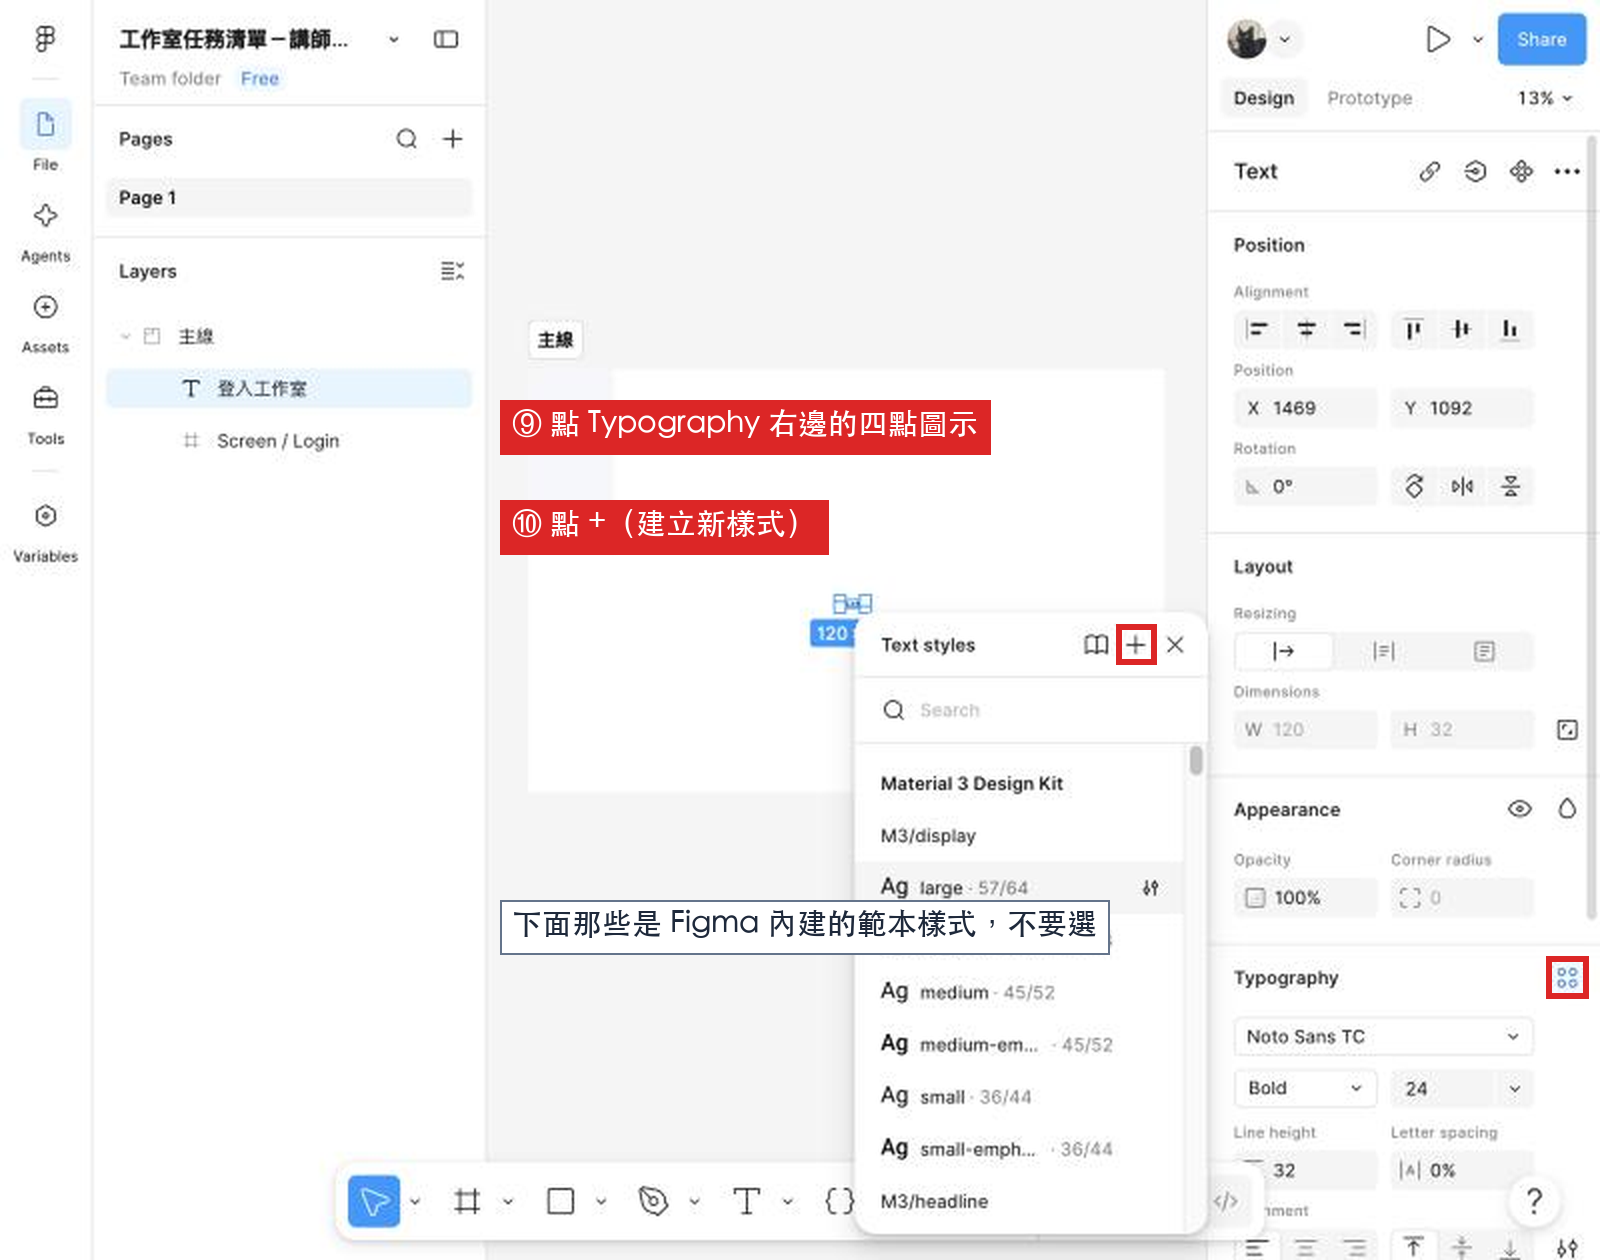 工作室任務清單－講師...
Team folder Free
File
Agents
Assets
Tools
Variables
Pages
Page 1
Layers
主線
登入工作室
Screen / Login
主線
⑨ 點 Typography 右邊的四點圖示
⑩ 點 +（建立新樣式）
120
Text styles
Search
Material 3 Design Kit
M3/display
Ag large · 57/64
下面那些是 Figma 內建的範本樣式，不要選
Ag medium · 45/52
Ag medium-em... · 45/52
Ag small · 36/44
Ag small-emph... · 36/44
M3/headline
Share
Design Prototype 13%
Text
Position
Alignment
Position
X 1469 Y 1092
Rotation
0°
Layout
Resizing
Dimensions
W 120 H 32
Appearance
Opacity Corner radius
100% 0
Typography
Noto Sans TC
Bold 24
Line height Letter spacing
32 |A| 0%
nment
?